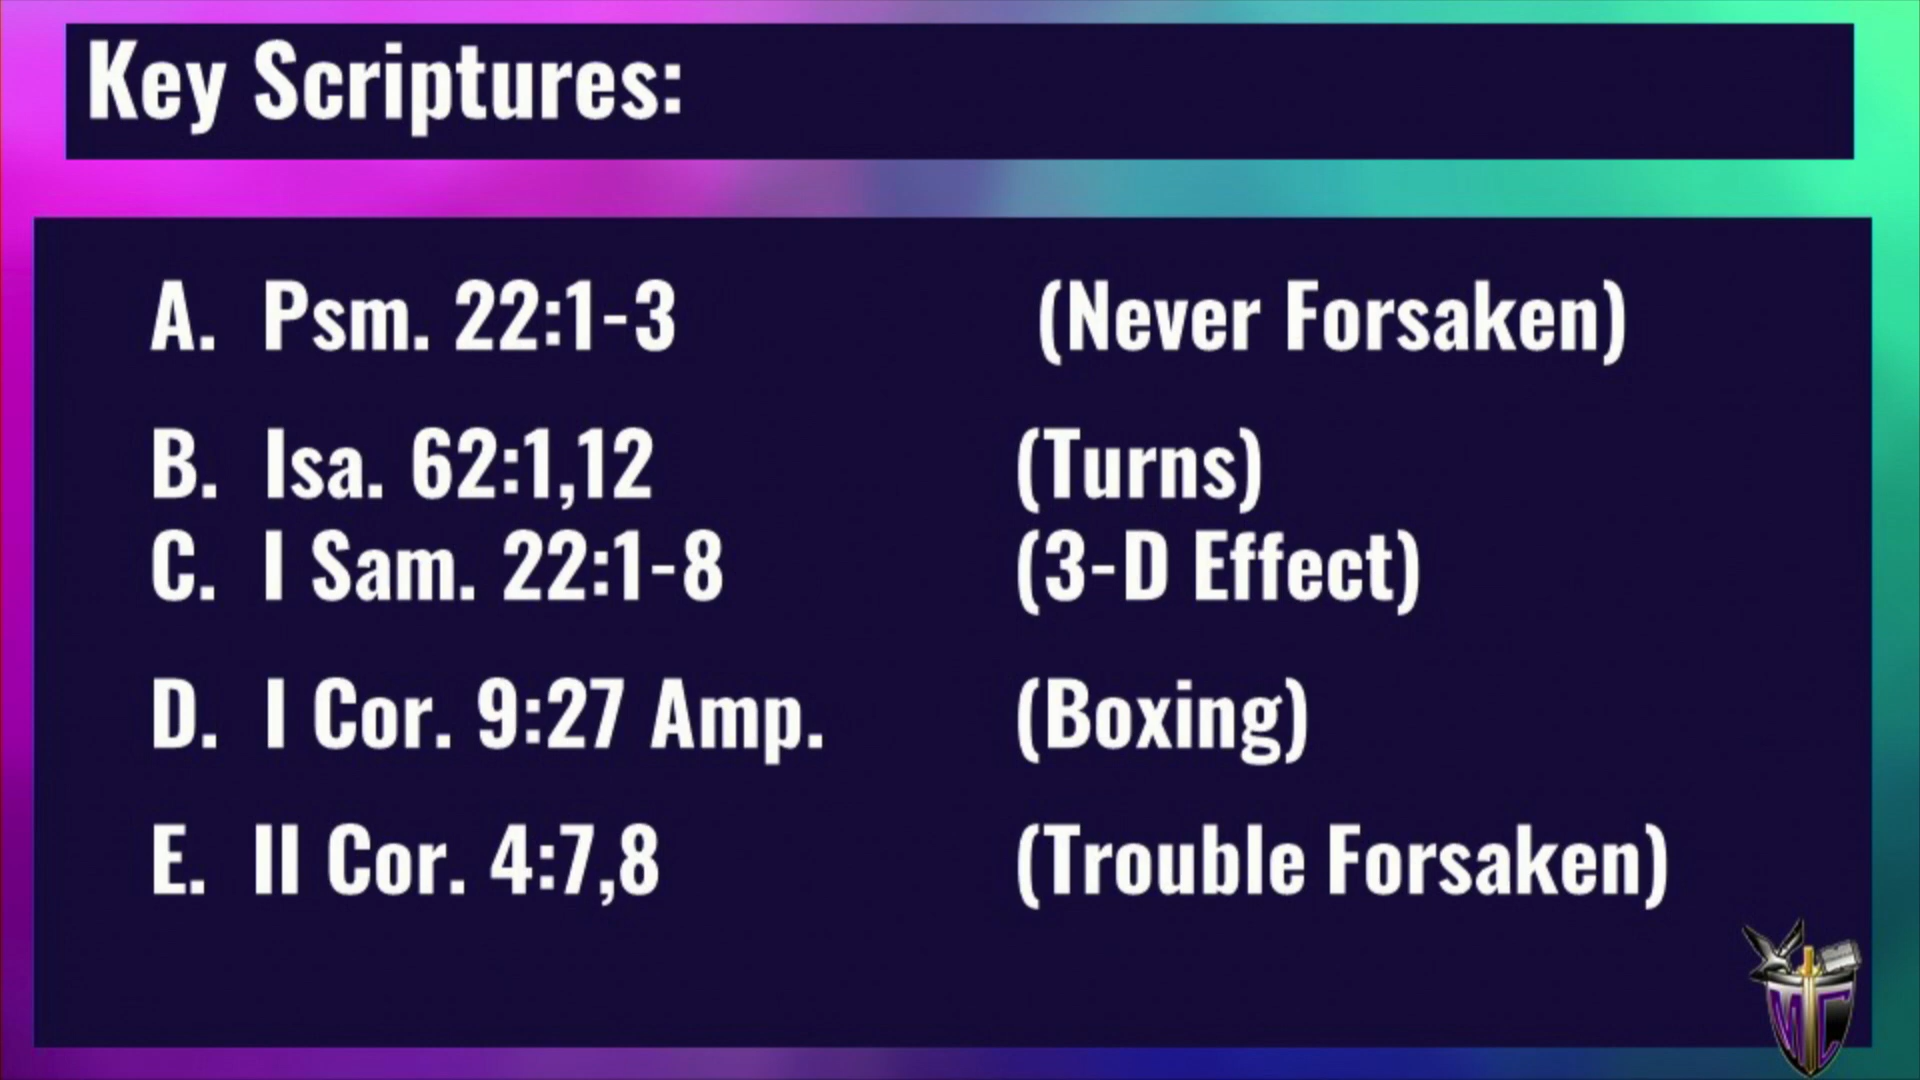 Key Scriptures:
A. Psm. 22:1-3 (Never Forsaken)
B. Isa. 62:1,12 (Turns)
C. I Sam. 22:1-8 (3-D Effect)
D. I Cor. 9:27 Amp. (Boxing)
E. II Cor. 4:7,8 (Trouble Forsaken)
MC